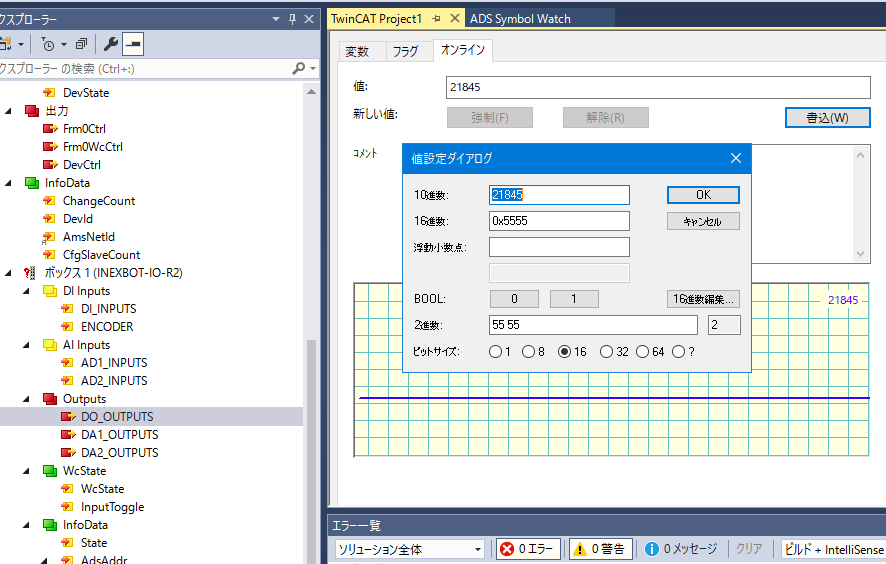 クスプローラー
クスプローラー の検索 (Ctrl+:)
DevState
出力
Frm0Ctrl
Frm0WcCtrl
DevCtrl
InfoData
ChangeCount
DevId
AmsNetId
CfgSlaveCount
ボックス 1 (INEXBOT-IO-R2)
DI Inputs
DI_INPUTS
ENCODER
AI Inputs
AD1_INPUTS
AD2_INPUTS
Outputs
DO_OUTPUTS
DA1_OUTPUTS
DA2_OUTPUTS
WcState
WcState
InputToggle
InfoData
State
AdsAddr
TwinCAT Project1
ADS Symbol Watch
変数
フラグ
オンライン
値:
21845
新しい値:
強制(F)
解除(R)
書込(W)
コメント
値設定ダイアログ
10進数:
21845
OK
16進数:
0x5555
キャンセル
浮動小数点:
BOOL:
0
1
16進数編集...
2進数:
55 55
2
ビットサイズ:
1
8
16
32
64
?
21845
エラー一覧
ソリューション全体
0 エラー
0 警告
0 メッセージ
クリア
ビルド + IntelliSense